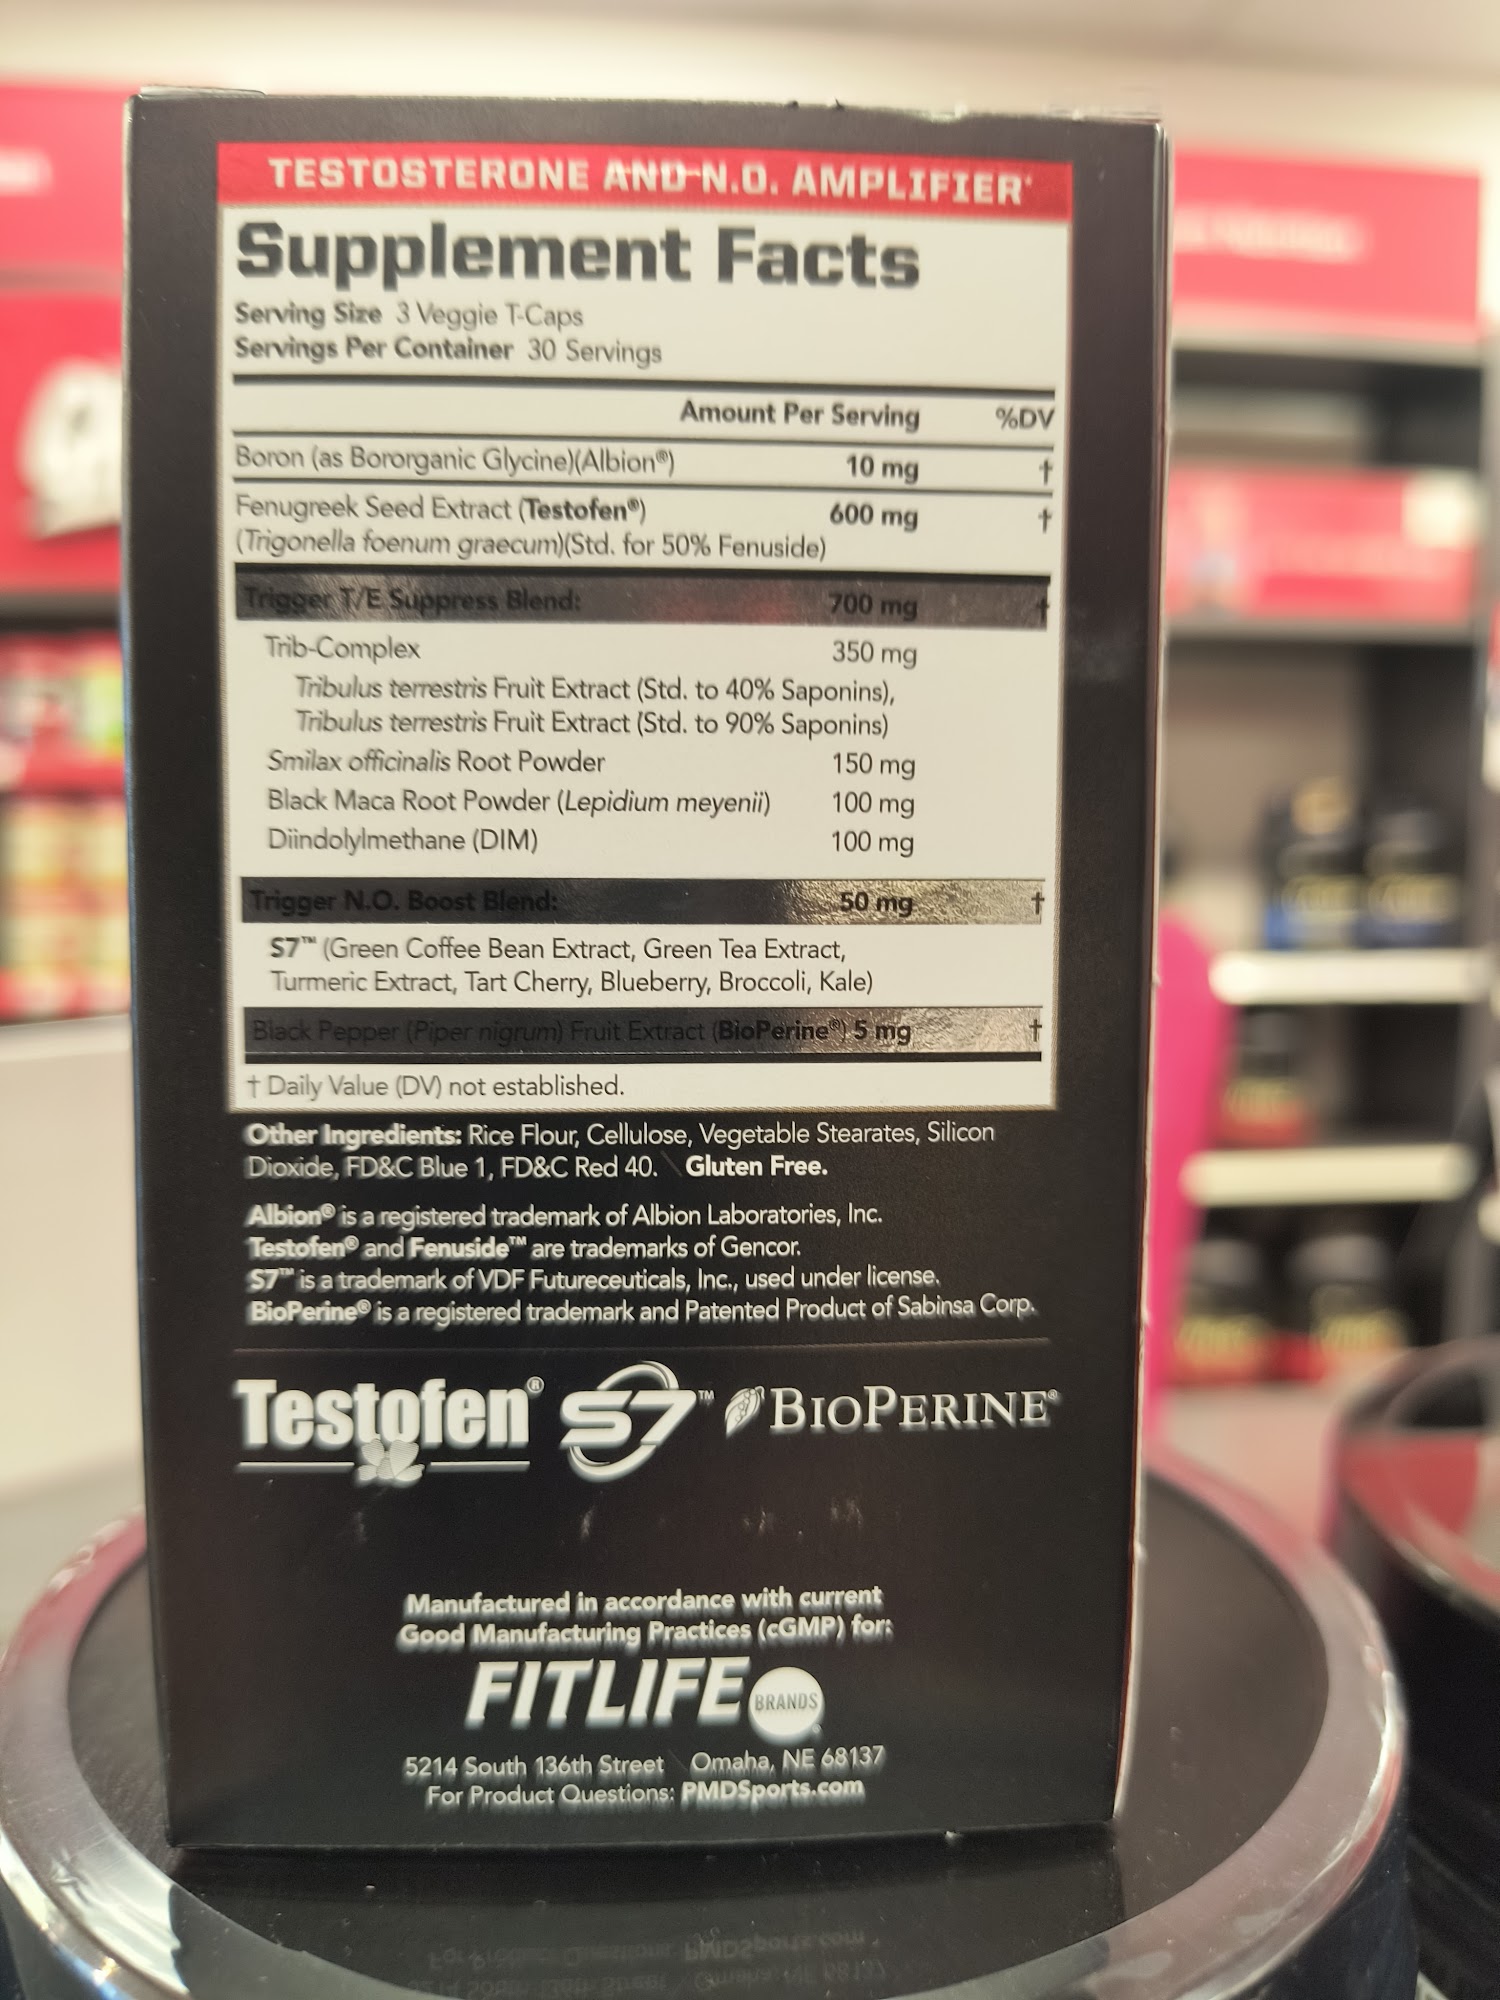 TESTOSTERONE AND N.O. AMPLIFIER*
Supplement Facts
Serving Size 3 Veggie T-Caps
Servings Per Container 30 Servings
Amount Per Serving %DV
Boron (as Bororganic Glycine)(Albion®) 10 mg †
Fenugreek Seed Extract (Testofen®) 600 mg †
(Trigonella foenum graecum)(Std. for 50% Fenuside)
Trigger T/E Suppress Blend: 700 mg †
Trib-Complex 350 mg
Tribulus terrestris Fruit Extract (Std. to 40% Saponins),
Tribulus terrestris Fruit Extract (Std. to 90% Saponins)
Smilax officinalis Root Powder 150 mg
Black Maca Root Powder (Lepidium meyenii) 100 mg
Diindolylmethane (DIM) 100 mg
Trigger N.O. Boost Blend: 50 mg †
S7™ (Green Coffee Bean Extract, Green Tea Extract,
Turmeric Extract, Tart Cherry, Blueberry, Broccoli, Kale)
Black Pepper (Piper nigrum) Fruit Extract (BioPerine®) 5 mg †
† Daily Value (DV) not established.
Other Ingredients: Rice Flour, Cellulose, Vegetable Stearates, Silicon
Dioxide, FD&C Blue 1, FD&C Red 40. \ Gluten Free.
Albion® is a registered trademark of Albion Laboratories, Inc.
Testofen® and Fenuside™ are trademarks of Gencor.
S7™ is a trademark of VDF Futureceuticals, Inc., used under license.
BioPerine® is a registered trademark and Patented Product of Sabinsa Corp.
Testofen® S7™ BIOPERINE®
Manufactured in accordance with current
Good Manufacturing Practices (cGMP) for:
FITLIFE BRANDS
5214 South 136th Street \ Omaha, NE 68137
For Product Questions: PMDSports.com